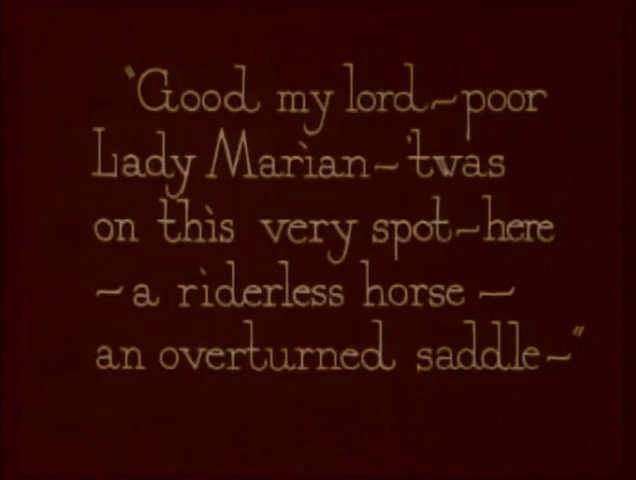 "Good my lord—poor
Lady Marian—'twas
on this very spot—here
—a riderless horse—
an overturned saddle—"